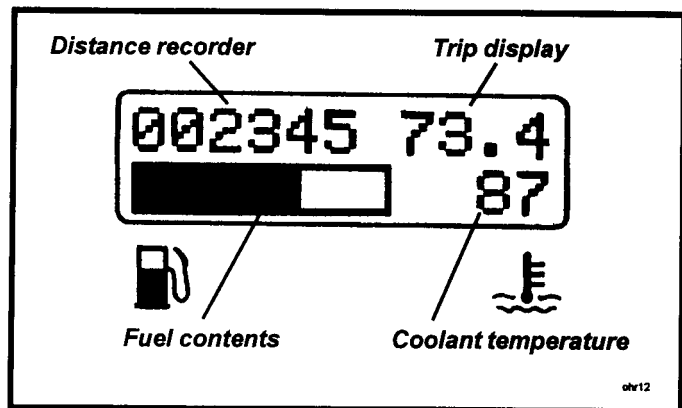 Distance recorder Trip display
002345 73.4
87
Fuel contents Coolant temperature
ohr12